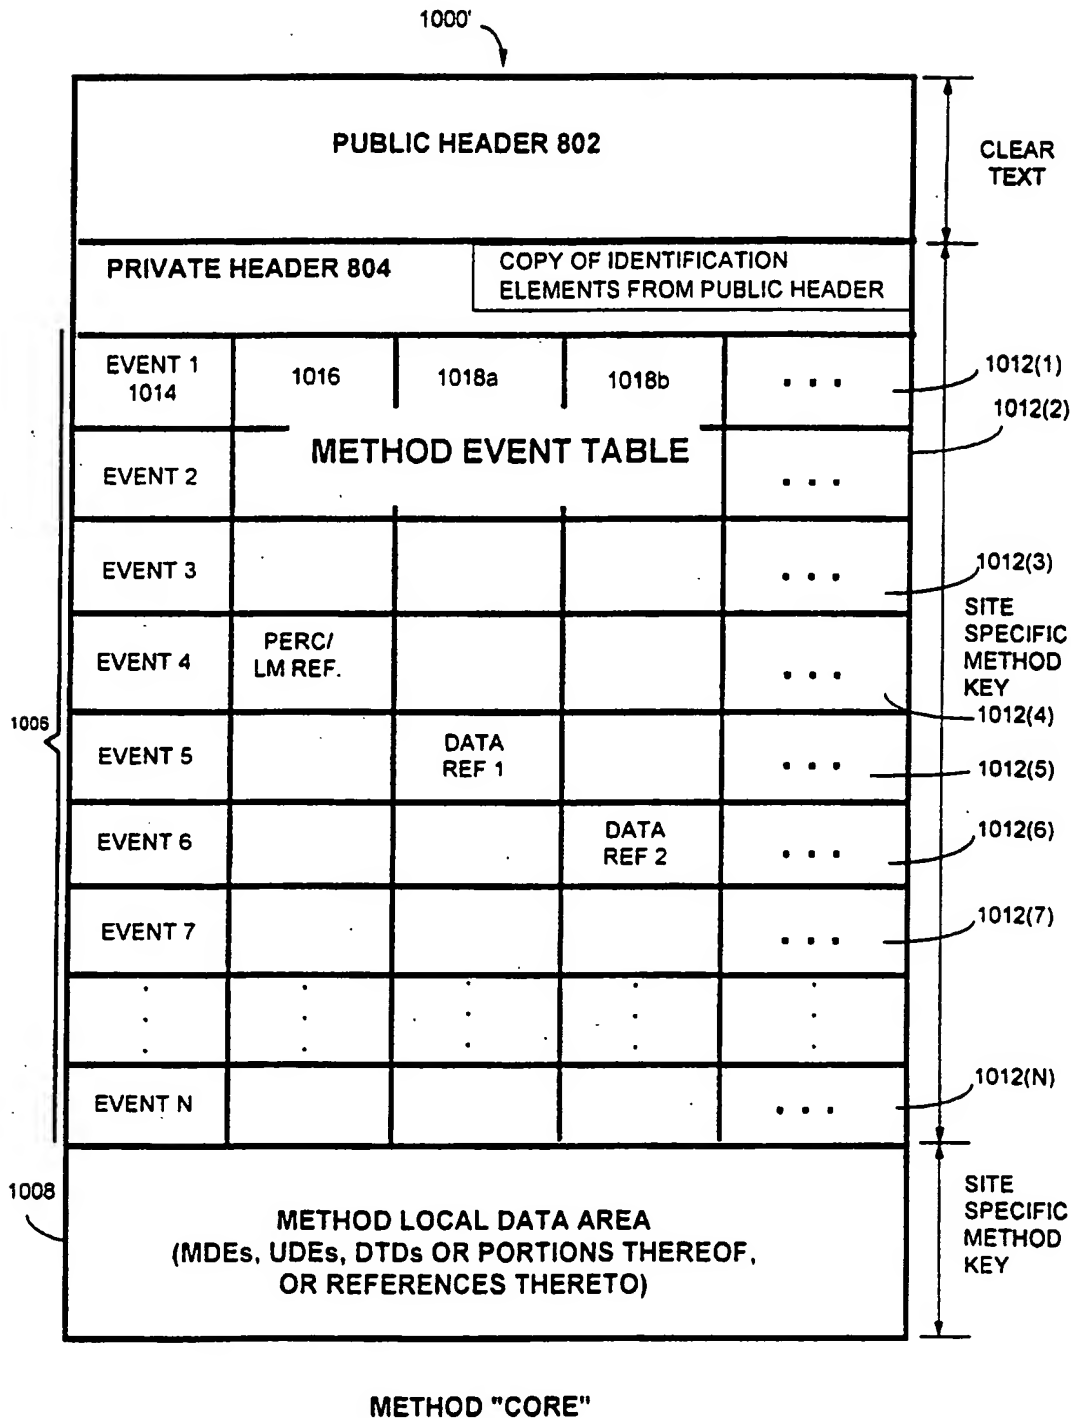 1000'
PUBLIC HEADER 802
CLEAR
TEXT
PRIVATE HEADER 804
COPY OF IDENTIFICATION
ELEMENTS FROM PUBLIC HEADER
EVENT 1
1014
1016
1018a
1018b
. . .
1012(1)
1012(2)
METHOD EVENT TABLE
EVENT 2
. . .
EVENT 3
. . .
1012(3)
SITE
SPECIFIC
METHOD
KEY
EVENT 4
PERC/
LM REF.
. . .
1012(4)
1006
EVENT 5
DATA
REF 1
. . .
1012(5)
EVENT 6
DATA
REF 2
. . .
1012(6)
EVENT 7
. . .
1012(7)
EVENT N
. . .
1012(N)
1008
METHOD LOCAL DATA AREA
(MDEs, UDEs, DTDs OR PORTIONS THEREOF,
OR REFERENCES THERETO)
SITE
SPECIFIC
METHOD
KEY
METHOD "CORE"